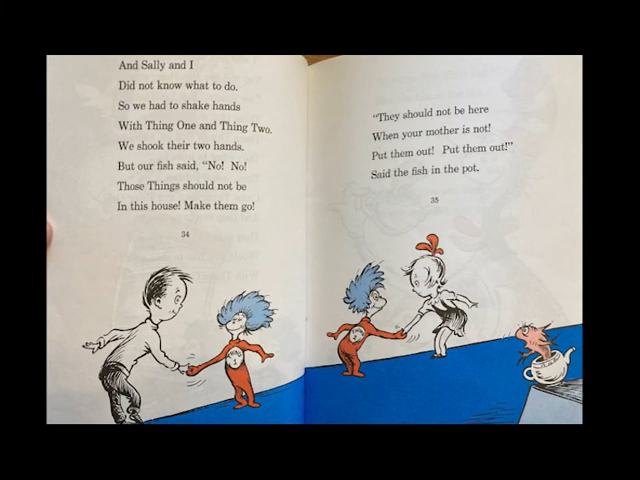 And Sally and I
Did not know what to do.
So we had to shake hands
With Thing One and Thing Two.
We shook their two hands.
But our fish said, "No! No!
Those Things should not be
In this house! Make them go!
34
"They should not be here
When your mother is not!
Put them out! Put them out!"
Said the fish in the pot.
35